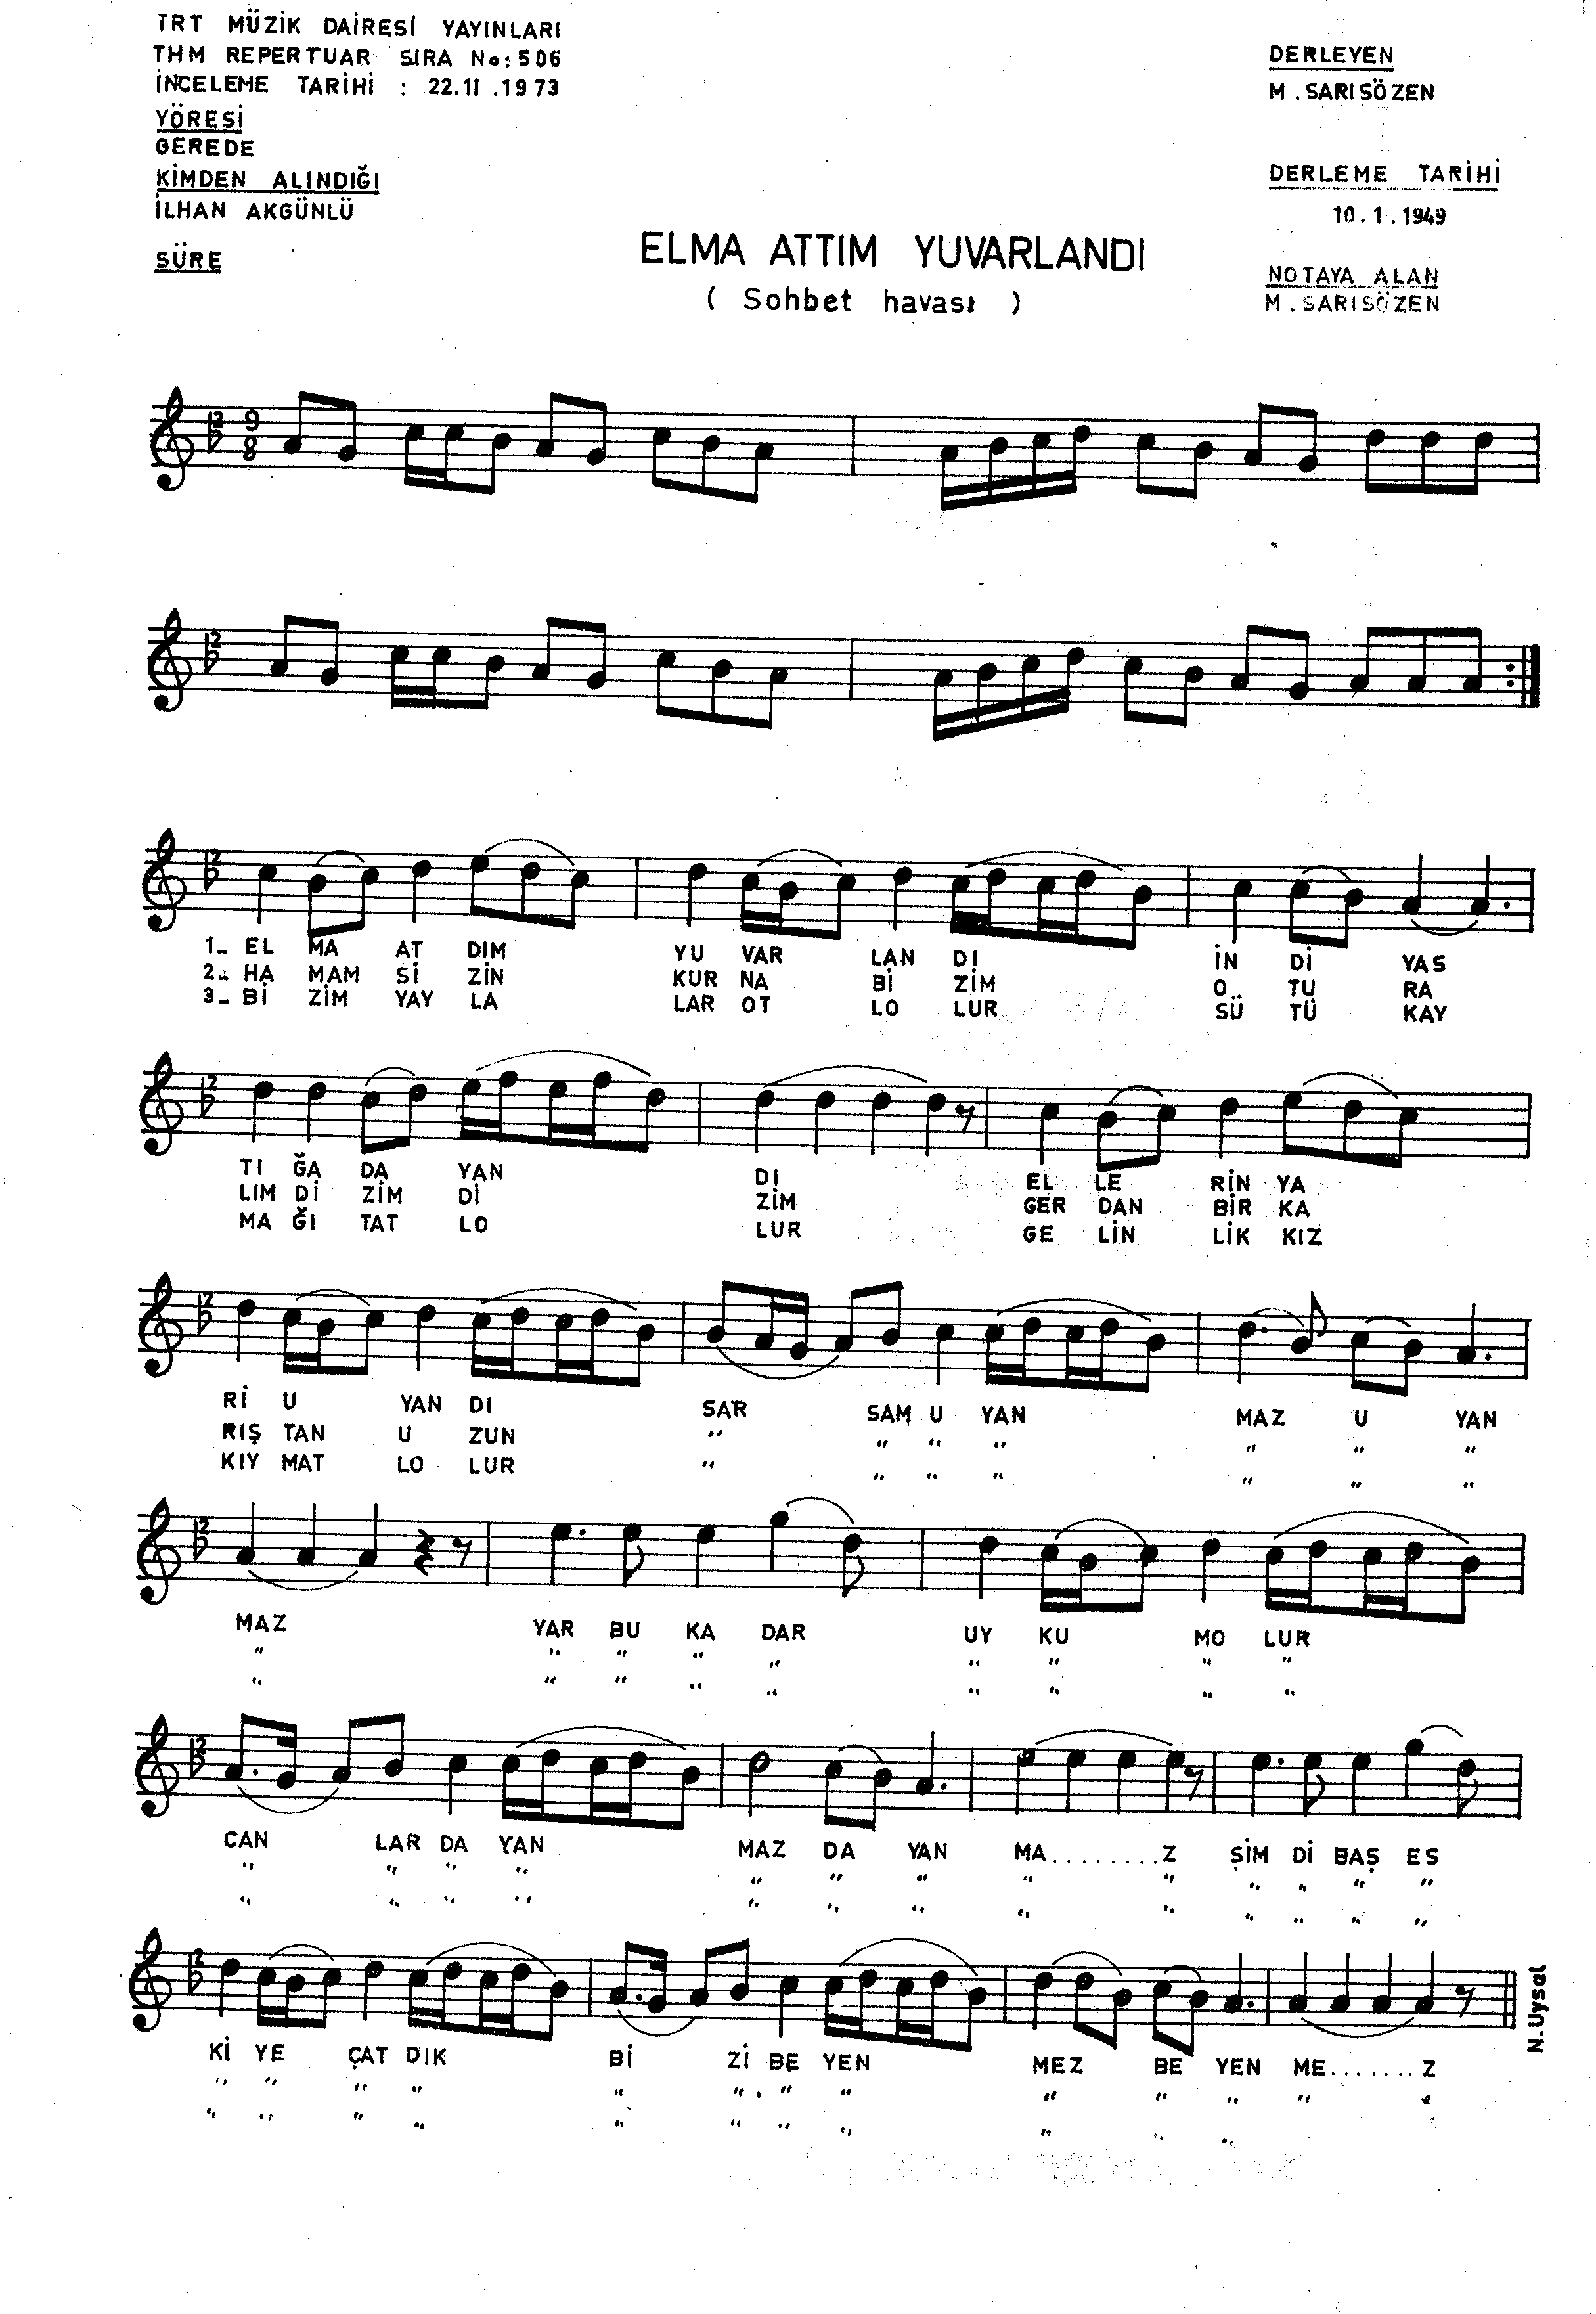 TRT MÜZİK DAİRESİ YAYINLARI
THM REPERTUAR SIRA No: 506
İNCELEME TARİHİ : 22.11.1973
YÖRESİ
GEREDE
KİMDEN ALINDIĞI
İLHAN AKGÜNLÜ
SÜRE
DERLEYEN
M. SARISÖZEN
DERLEME TARİHİ
10.1.1949
NOTAYA ALAN
M. SARISÖZEN
ELMA ATTIM YUVARLANDI
( Sohbet havası )
9
8
1- EL MA AT DIM YU VAR LAN DI İN Dİ YAS
2- HA MAM Sİ ZİN KUR NA Bİ ZİM O.. TU RA
3- Bİ ZİM YAY LA LAR OT LO LUR SÜ TÜ KAY
TI ĞA DA YAN DI EL LE RİN YA
LIM Dİ ZİM Dİ ZİM GER DAN BİR KA
MA ĞI TAT LO LUR GE LİN LİK KIZ
Rİ U YAN DI SAR SAM U YAN MAZ U YAN
RIŞ TAN U ZUN " " " " " " "
KIY MAT LO LUR " " " " " " "
MAZ YAR BU KA DAR UY KU MO LUR
" " " " " " " " "
" " " " " " " " "
CAN LAR DA YAN MAZ DA YAN MA........Z ŞİM Dİ BAŞ ES
" " " " " " " " " " " " "
" " " " " " " " " " " " "
Kİ YE ÇAT DIK Bİ Zİ BE YEN MEZ BE YEN ME.......Z
" " " " " " " " " " " " "
" " " " " " " " " " "
N. Uysal